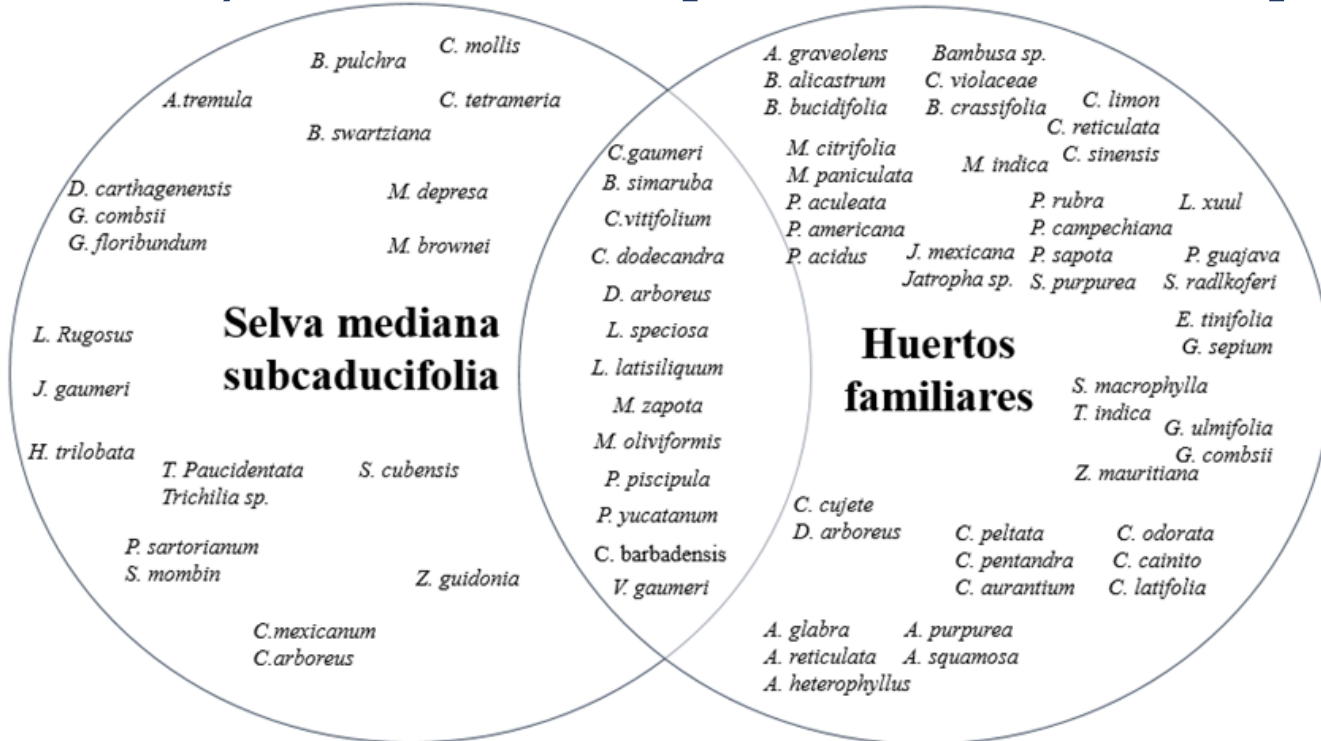 B. pulchra
C. mollis
A.tremula
C. tetrameria
B. swartziana
D. carthagenensis
G. combsii
G. floribundum
M. depresa
M. brownei
Selva mediana
subcaducifolia
L. Rugosus
J. gaumeri
H. trilobata
T. Paucidentata
Trichilia sp.
S. cubensis
P. sartorianum
S. mombin
Z. guidonia
C.mexicanum
C.arboreus
C.gaumeri
B. simaruba
C.vitifolium
C. dodecandra
D. arboreus
L. speciosa
L. latisiliquum
M. zapota
M. oliviformis
P. piscipula
P. yucatanum
C. barbadensis
V. gaumeri
A. graveolens
B. alicastrum
B. bucidifolia
Bambusa sp.
C. violaceae
B. crassifolia
C. limon
C. reticulata
C. sinensis
M. citrifolia
M. paniculata
P. aculeata
P. americana
P. acidus
M. indica
J. mexicana
Jatropha sp.
P. rubra
P. campechiana
P. sapota
S. purpurea
L. xuul
P. guajava
S. radlkoferi
E. tinifolia
G. sepium
Huertos
familiares
S. macrophylla
T. indica
G. ulmifolia
G. combsii
Z. mauritiana
C. cujete
D. arboreus
C. peltata
C. pentandra
C. aurantium
C. odorata
C. cainito
C. latifolia
A. glabra
A. reticulata
A. heterophyllus
A. purpurea
A. squamosa